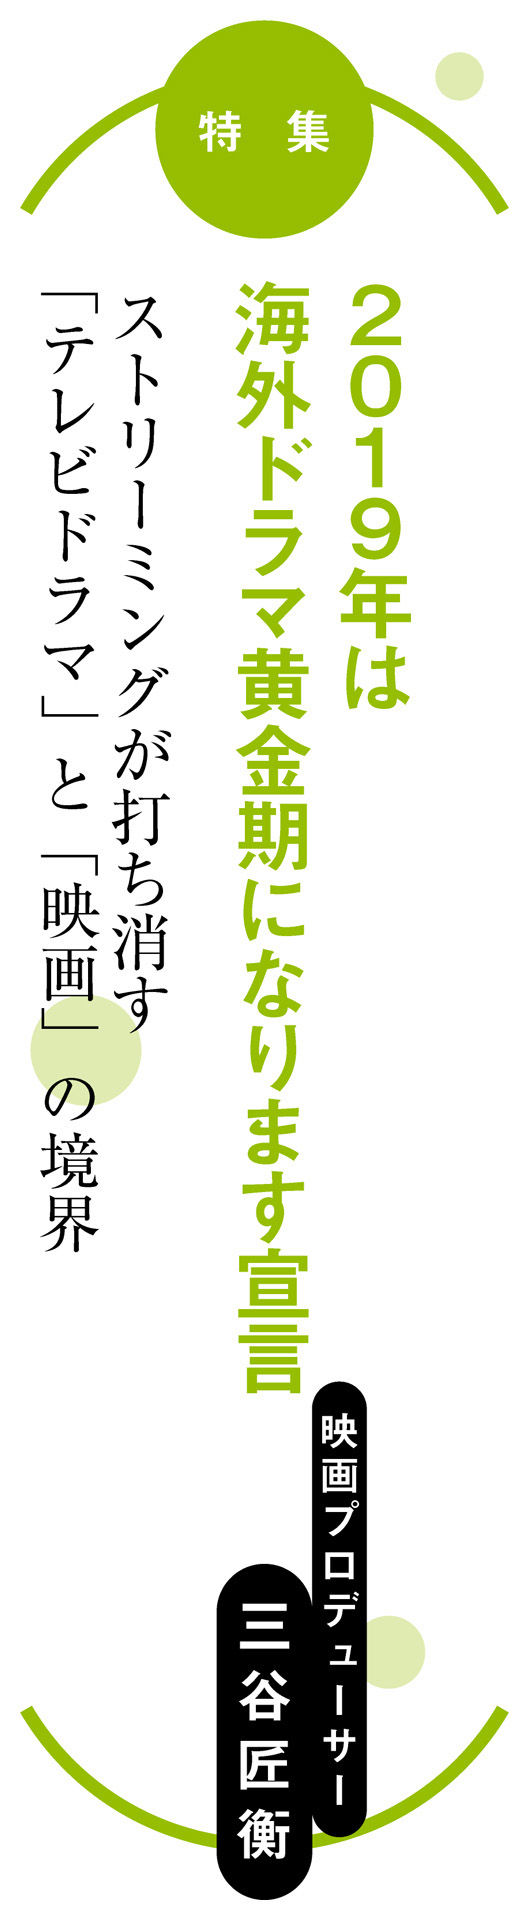 特集
2019年は
海外ドラマ黄金期になります宣言
ストリーミングが打ち消す
「テレビドラマ」と「映画」の境界
映画プロデューサー
三谷匠衡